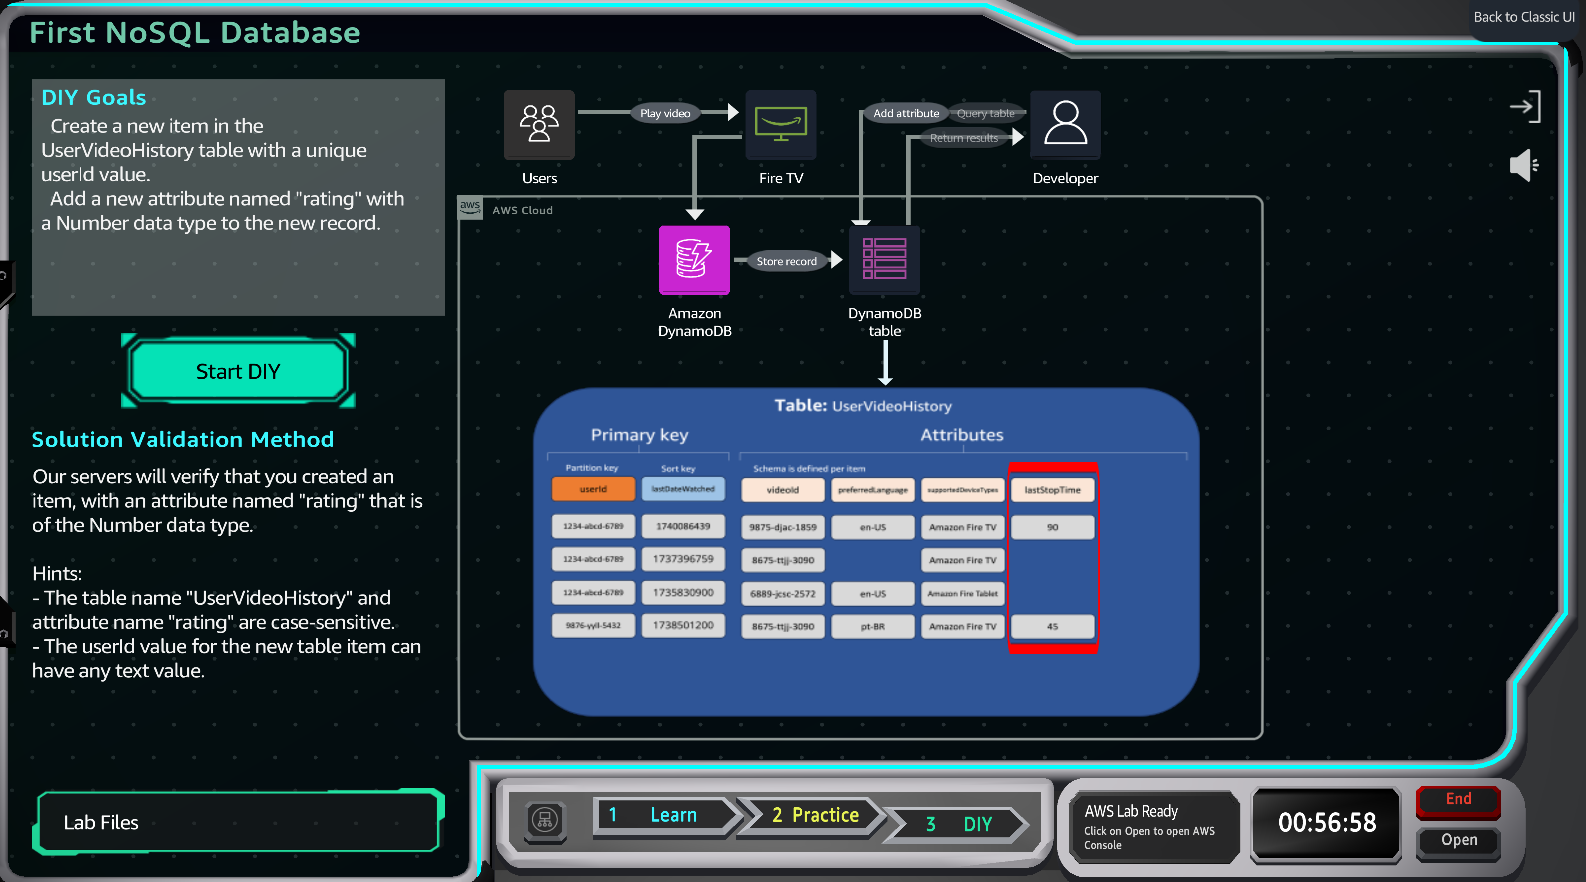 First NoSQL Database
Back to Classic UI
DIY Goals
Create a new item in the
UserVideoHistory table with a unique
userId value.
Add a new attribute named "rating" with
a Number data type to the new record.
Start DIY
Solution Validation Method
Our servers will verify that you created an
item, with an attribute named "rating" that is
of the Number data type.
Hints:
- The table name "UserVideoHistory" and
attribute name "rating" are case-sensitive.
- The userId value for the new table item can
have any text value.
Lab Files
Play video
Add attribute
Query table
Return results
Users
Fire TV
Developer
aws
AWS Cloud
Store record
Amazon
DynamoDB
DynamoDB
table
Table: UserVideoHistory
Primary key
Attributes
Partition key
Sort key
Schema is defined per item
userId
lastDateWatched
videoId
preferredLanguage
supportedDeviceTypes
lastStopTime
1234-abcd-6789
1740086439
9875-djac-1859
en-US
Amazon Fire TV
90
1234-abcd-6789
1737396759
8675-ttjj-3090
Amazon Fire TV
1234-abcd-6789
1735830900
6889-jcsc-2572
en-US
Amazon Fire Tablet
9876-yyll-5432
1738501200
8675-ttjj-3090
pt-BR
Amazon Fire TV
45
1 Learn
2 Practice
3 DIY
AWS Lab Ready
Click on Open to open AWS
Console
00:56:58
End
Open